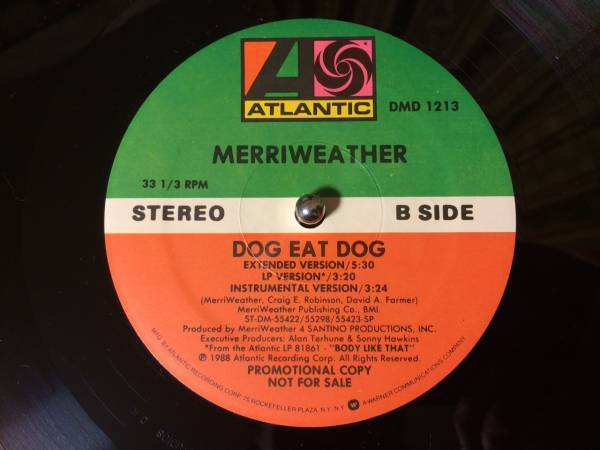 ATLANTIC
DMD 1213
MERRIWEATHER
33 1/3 RPM
STEREO
B SIDE
DOG EAT DOG
EXTENDED VERSION/5:30
LP VERSION*/3:20
INSTRUMENTAL VERSION/3:24
(MerriWeather, Craig E. Robinson, David A. Farmer)
MerriWeather Publishing Co., BMI
ST-DM-55422/55298/55423-SP
Produced by MerriWeather 4 SANTINO PRODUCTIONS, INC.
Executive Producers: Alan Terhune & Sonny Hawkins
*From the Atlantic LP 81861 - "BODY LIKE THAT"
℗ 1988 Atlantic Recording Corp. All Rights Reserved.
PROMOTIONAL COPY
NOT FOR SALE
MFG. BY ATLANTIC RECORDING CORP. 75 ROCKEFELLER PLAZA, N.Y., N.Y. A WARNER COMMUNICATIONS COMPANY